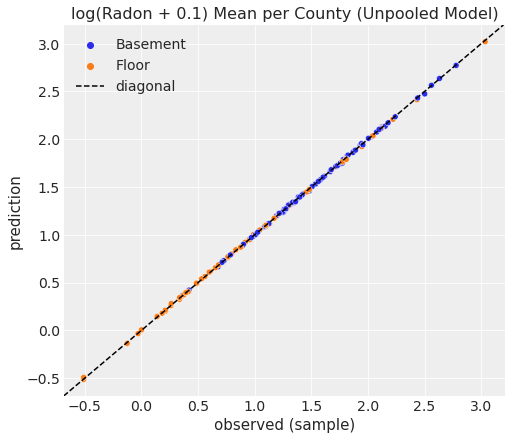 log(Radon + 0.1) Mean per County (Unpooled Model)
Basement
Floor
diagonal
3.0
2.5
2.0
1.5
1.0
0.5
0.0
−0.5
prediction
−0.5 0.0 0.5 1.0 1.5 2.0 2.5 3.0
observed (sample)